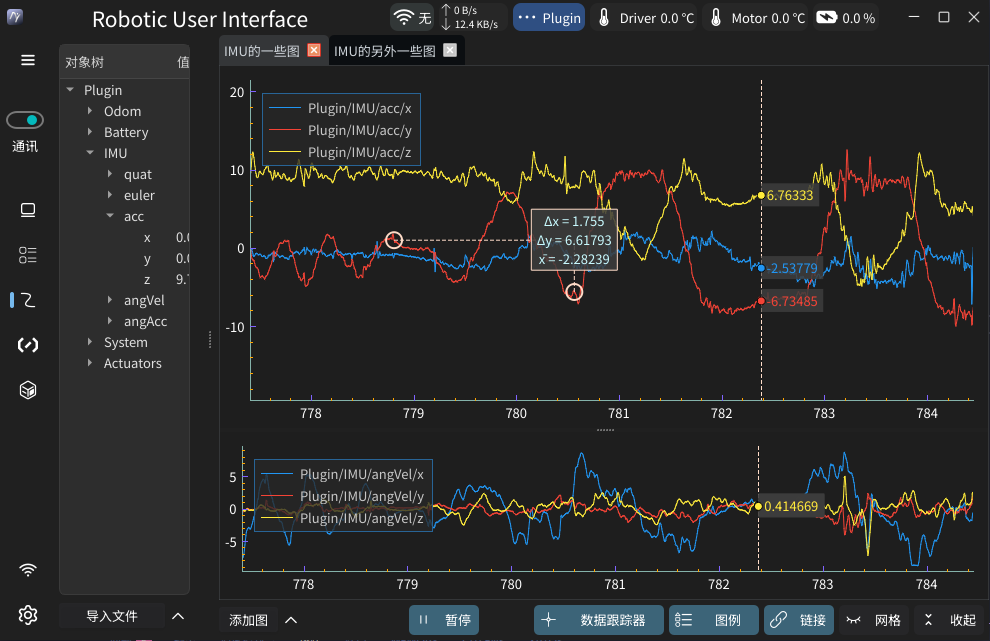 Robotic User Interface
无
0 B/s
12.4 KB/s
Plugin
Driver 0.0 ℃
Motor 0.0 ℃
0.0 %
通讯
对象树 值
Plugin
Odom
Battery
IMU
quat
euler
acc
x 0.0
y 0.0
z 9.7
angVel
angAcc
System
Actuators
导入文件
IMU的一些图
IMU的另外一些图
20
10
0
-10
Plugin/IMU/acc/x
Plugin/IMU/acc/y
Plugin/IMU/acc/z
Δx = 1.755
Δy = 6.61793
x = -2.28239
6.76333
-2.53779
-6.73485
778 779 780 781 782 783 784
5
0
-5
Plugin/IMU/angVel/x
Plugin/IMU/angVel/y
Plugin/IMU/angVel/z
0.414669
778 779 780 781 782 783 784
添加图
暂停
数据跟踪器
图例
链接
网格
收起